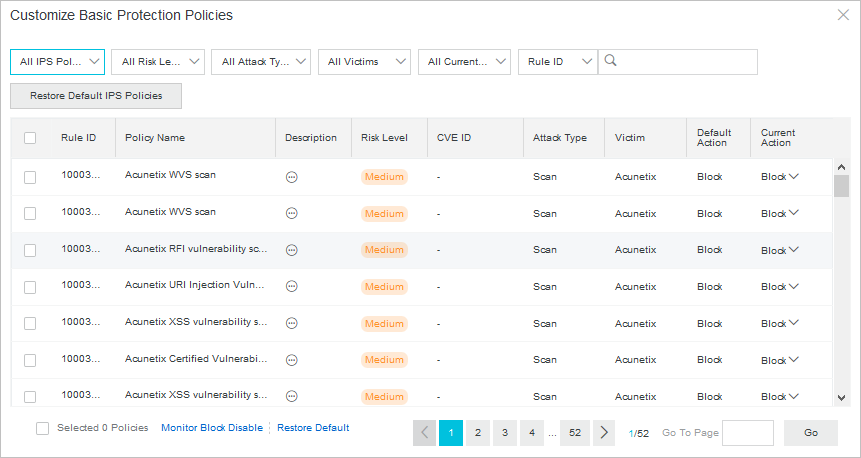 Customize Basic Protection Policies
All IPS Pol... All Risk Le... All Attack Ty... All Victims All Current... Rule ID
Restore Default IPS Policies
Rule ID Policy Name Description Risk Level CVE ID Attack Type Victim Default Action Current Action
10003... Acunetix WVS scan Medium - Scan Acunetix Block Block
10003... Acunetix WVS scan Medium - Scan Acunetix Block Block
10003... Acunetix RFI vulnerability sc... Medium - Scan Acunetix Block Block
10003... Acunetix URI Injection Vuln... Medium - Scan Acunetix Block Block
10003... Acunetix XSS vulnerability s... Medium - Scan Acunetix Block Block
10003... Acunetix Certified Vulnerabi... Medium - Scan Acunetix Block Block
10003... Acunetix XSS vulnerability s... Medium - Scan Acunetix Block Block
Selected 0 Policies Monitor Block Disable Restore Default 1 2 3 4 ... 52 1/52 Go To Page Go